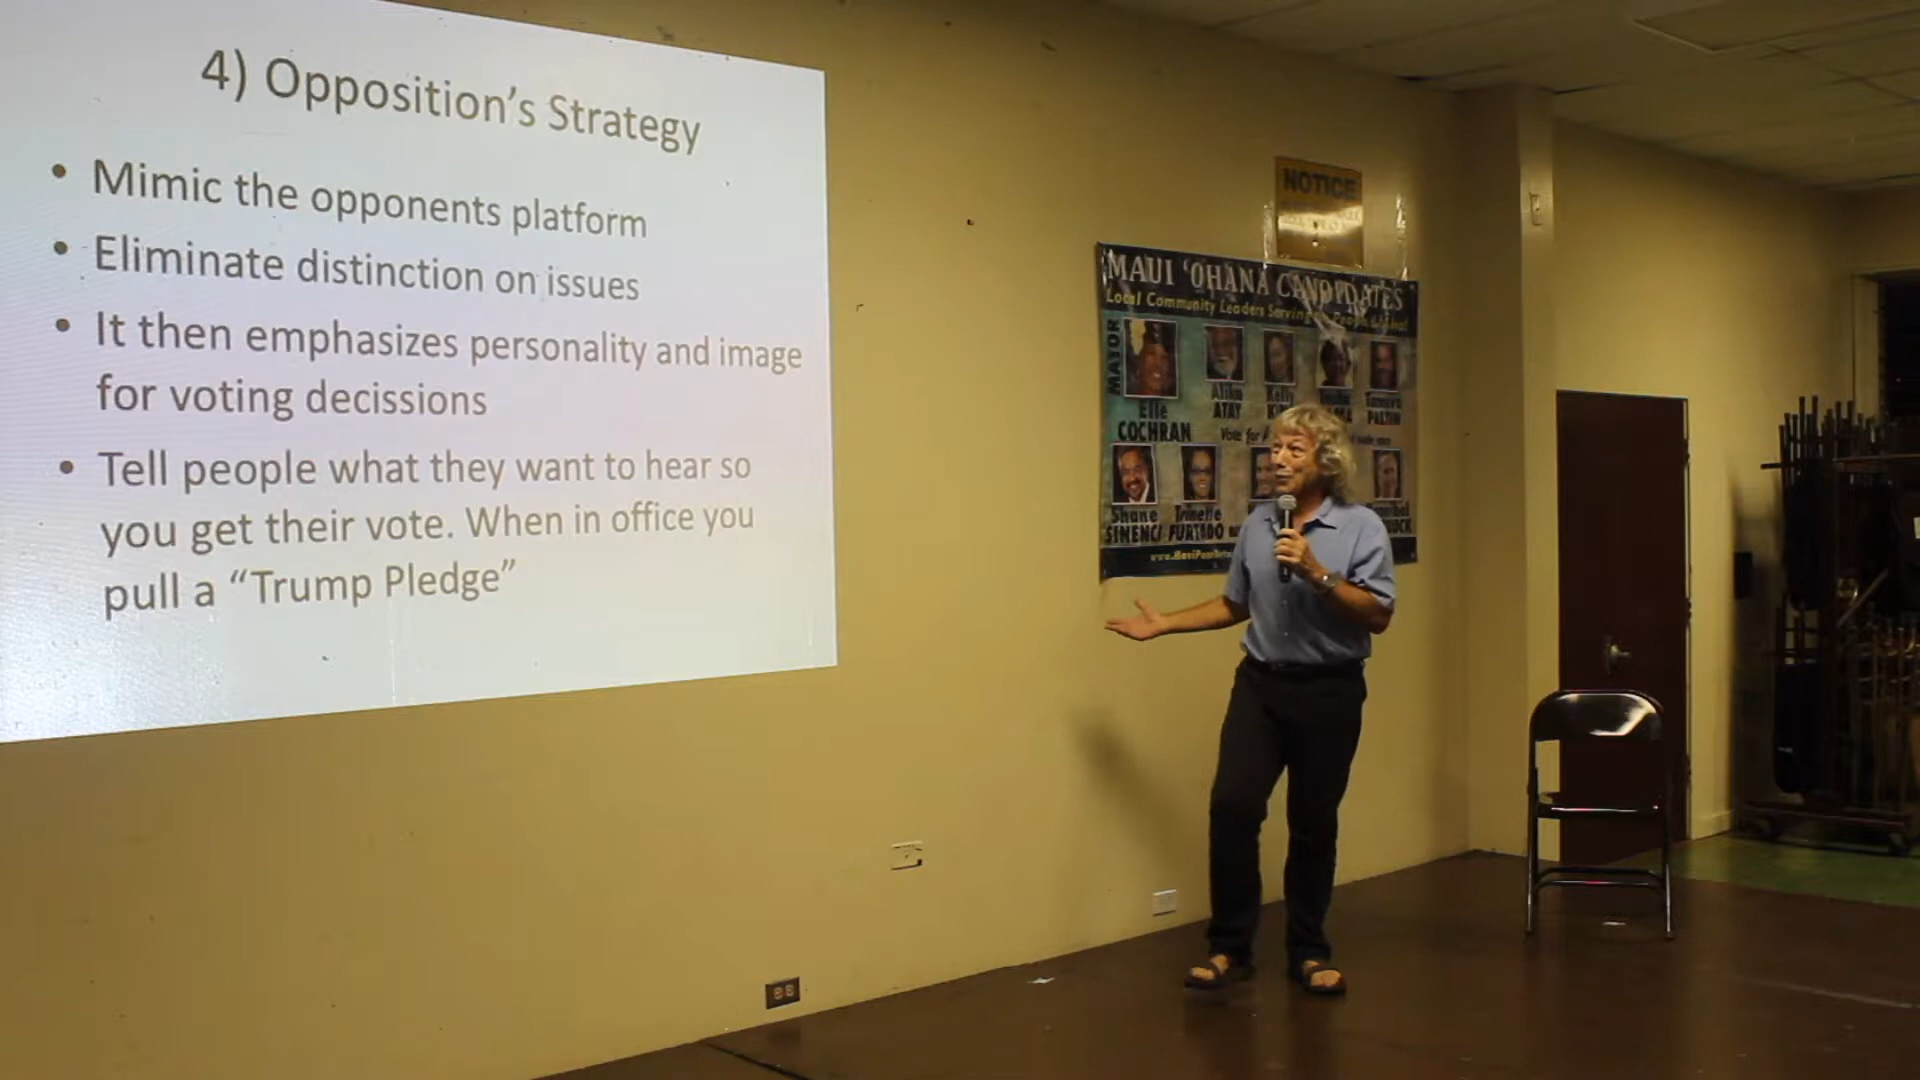 4) Opposition's Strategy
• Mimic the opponents platform
• Eliminate distinction on issues
• It then emphasizes personality and image
for voting decissions
• Tell people what they want to hear so
you get their vote. When in office you
pull a “Trump Pledge”
NOTICE
MAUI 'OHANA CANDIDATES
Local Community Leaders Serving
MAYOR
Elle
COCHRAN
Alika
ATAY
Kelly
Tamara
PALTIN
Vote for
Shane
SINENCI
Trinette
FURTADO